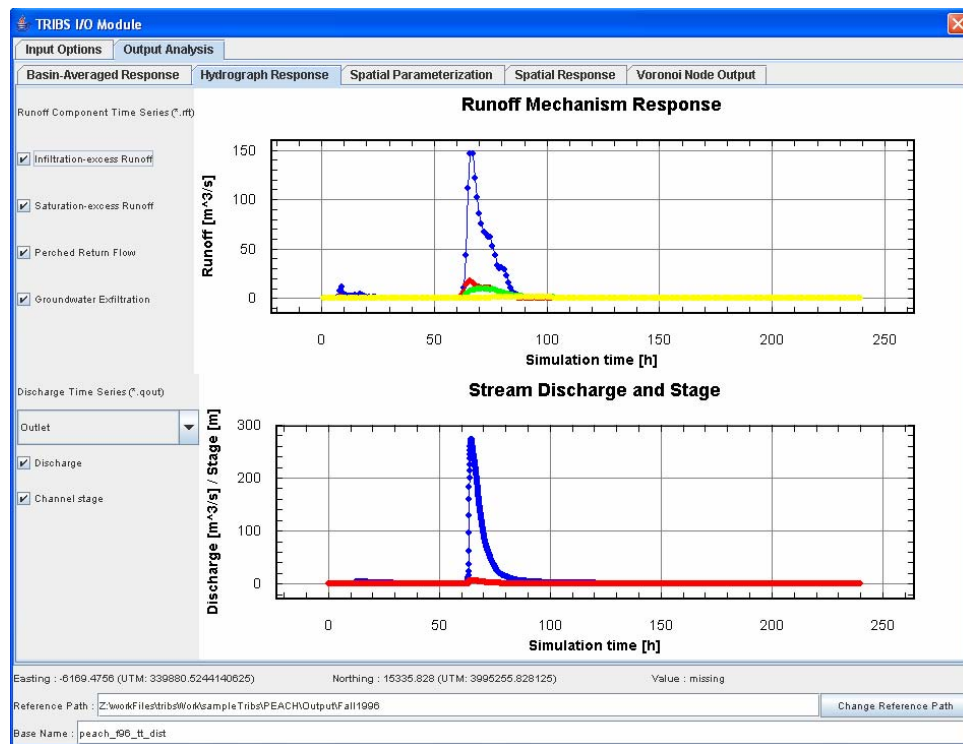 TRIBS I/O Module
Input Options
Output Analysis
Basin-Averaged Response
Hydrograph Response
Spatial Parameterization
Spatial Response
Voronoi Node Output
Runoff Component Time Series (*.rft)
Infiltration-excess Runoff
Saturation-excess Runoff
Perched Return Flow
Groundwater Exfiltration
Runoff Mechanism Response
Runoff [m^3/s]
150
100
50
0
0 50 100 150 200 250
Simulation time [h]
Discharge Time Series (*.qout)
Outlet
Discharge
Channel stage
Stream Discharge and Stage
Discharge [m^3/s] / Stage [m]
300
200
100
0
0 50 100 150 200 250
Simulation time [h]
Easting : -6169.4756 (UTM: 339880.5244140625) Northing : 15335.828 (UTM: 3995255.828125) Value : missing
Reference Path : Z:\workFiles\tribsWork\sampleTribs\PEACH\Output\Fall1996 Change Reference Path
Base Name : peach_f96_tt_dist